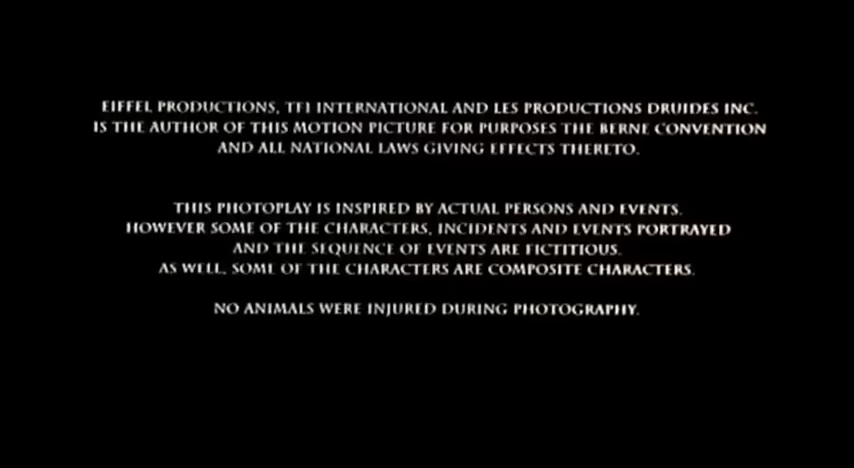 EIFFEL PRODUCTIONS, TF1 INTERNATIONAL AND LES PRODUCTIONS DRUIDES INC.
IS THE AUTHOR OF THIS MOTION PICTURE FOR PURPOSES THE BERNE CONVENTION
AND ALL NATIONAL LAWS GIVING EFFECTS THERETO.
THIS PHOTOPLAY IS INSPIRED BY ACTUAL PERSONS AND EVENTS.
HOWEVER SOME OF THE CHARACTERS, INCIDENTS AND EVENTS PORTRAYED
AND THE SEQUENCE OF EVENTS ARE FICTITIOUS.
AS WELL, SOME OF THE CHARACTERS ARE COMPOSITE CHARACTERS.
NO ANIMALS WERE INJURED DURING PHOTOGRAPHY.